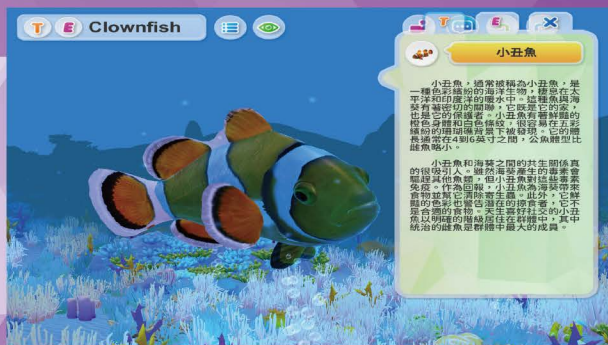 T E Clownfish
T E
小丑魚
小丑魚，通常被稱為小丑魚，是
一種色彩繽紛的海洋生物，棲息在太
平洋和印度洋的暖水中。這種魚與海
葵有著密切的關聯，它既是它的家，
也是它的保護者。小丑魚有著鮮豔的
橙色身體和白色條紋，很容易在五彩
繽紛的珊瑚礁背景下被發現。它的體
長通常在4到6英寸之間，公魚體型比
雌魚略小。
小丑魚和海葵之間的共生關係真
的很吸引人。雖然海葵產生的毒素會
驅趕其他魚類，但小丑魚對這些毒素
免疫。作為回報，小丑魚為海葵帶來
食物並幫它清除寄生蟲。此外，它鮮
豔的色彩也警告潛在的掠食者，它不
是合適的食物。天生喜好社交的小丑
魚以明確的階級居住在群體中，其中
統治的雌魚是群體中最大的成員。